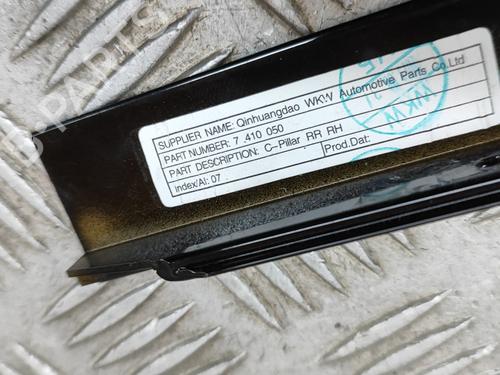 SUPPLIER NAME: Qinhuangdao WKW Automotive Parts Co.Ltd
PART NUMBER: 7 410 050
PART DESCRIPTION: C-Pillar RR RH
Index/AI: 07
Prod.Dat:
WKW